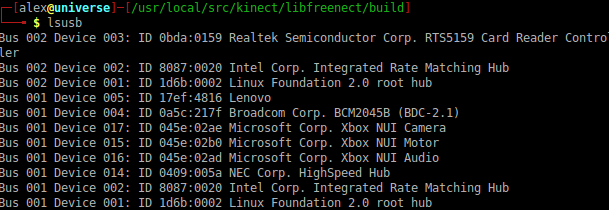 ┌─[alex@universe]─[/usr/local/src/kinect/libfreenect/build]
└──╼ $ lsusb
Bus 002 Device 003: ID 0bda:0159 Realtek Semiconductor Corp. RTS5159 Card Reader Control
ler
Bus 002 Device 002: ID 8087:0020 Intel Corp. Integrated Rate Matching Hub
Bus 002 Device 001: ID 1d6b:0002 Linux Foundation 2.0 root hub
Bus 001 Device 005: ID 17ef:4816 Lenovo
Bus 001 Device 004: ID 0a5c:217f Broadcom Corp. BCM2045B (BDC-2.1)
Bus 001 Device 017: ID 045e:02ae Microsoft Corp. Xbox NUI Camera
Bus 001 Device 015: ID 045e:02b0 Microsoft Corp. Xbox NUI Motor
Bus 001 Device 016: ID 045e:02ad Microsoft Corp. Xbox NUI Audio
Bus 001 Device 014: ID 0409:005a NEC Corp. HighSpeed Hub
Bus 001 Device 002: ID 8087:0020 Intel Corp. Integrated Rate Matching Hub
Bus 001 Device 001: ID 1d6b:0002 Linux Foundation 2.0 root hub